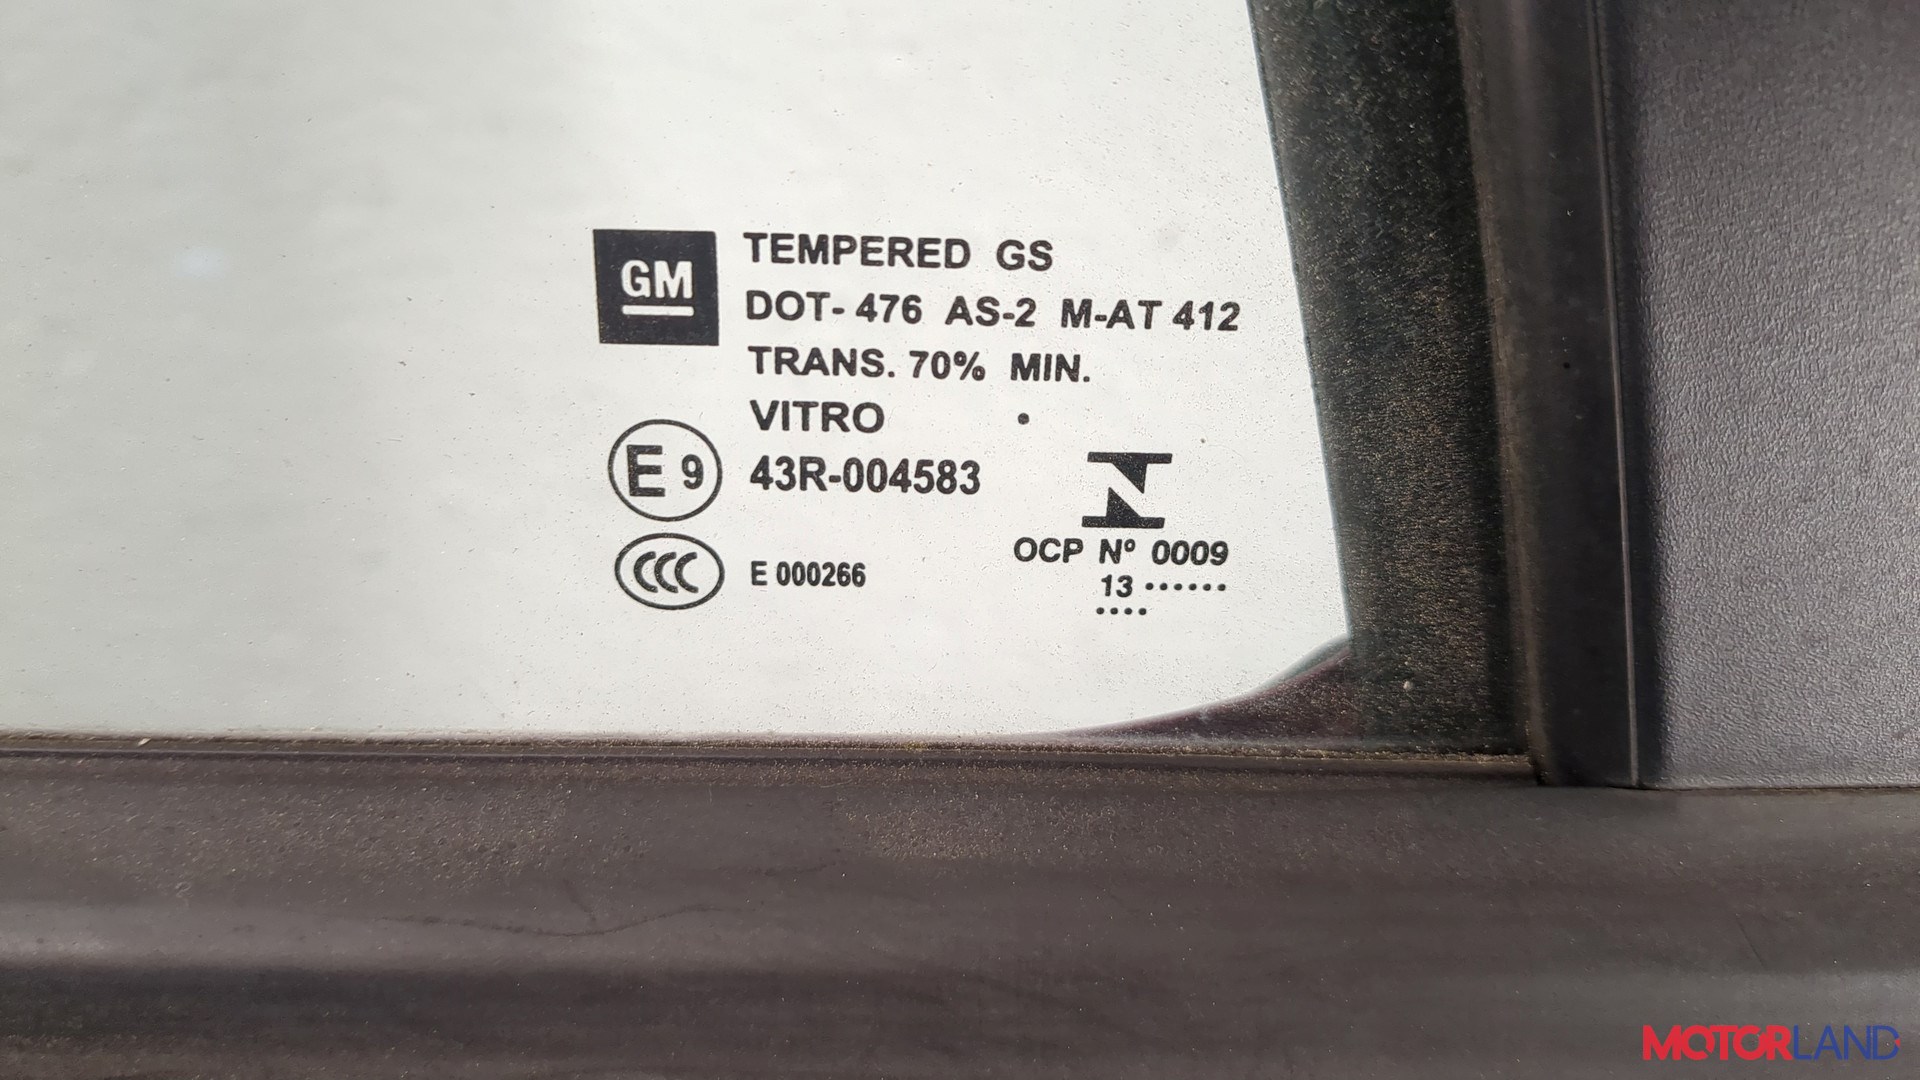 GM
TEMPERED GS
DOT- 476 AS-2 M-AT 412
TRANS. 70% MIN.
VITRO
E 9 43R-004583
CCC E 000266
OCP Nº 0009
13 ......
....
MOTORLAND